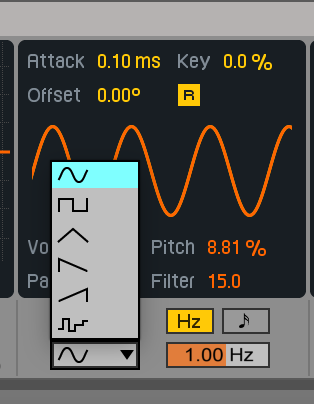 Attack 0.10 ms Key 0.0 %
Offset 0.00° R
Pitch 8.81 %
Filter 15.0
Hz
1.00 Hz